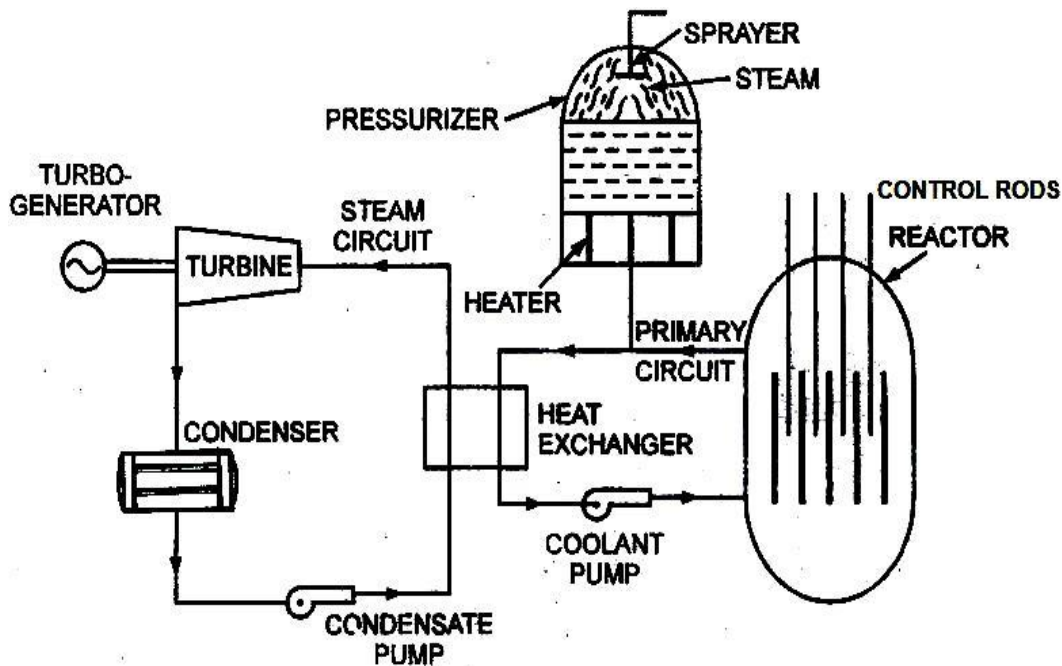 SPRAYER
STEAM
PRESSURIZER
TURBO-
GENERATOR
STEAM
CIRCUIT
CONTROL RODS
REACTOR
TURBINE
HEATER
PRIMARY
CIRCUIT
CONDENSER
HEAT
EXCHANGER
COOLANT
PUMP
CONDENSATE
PUMP